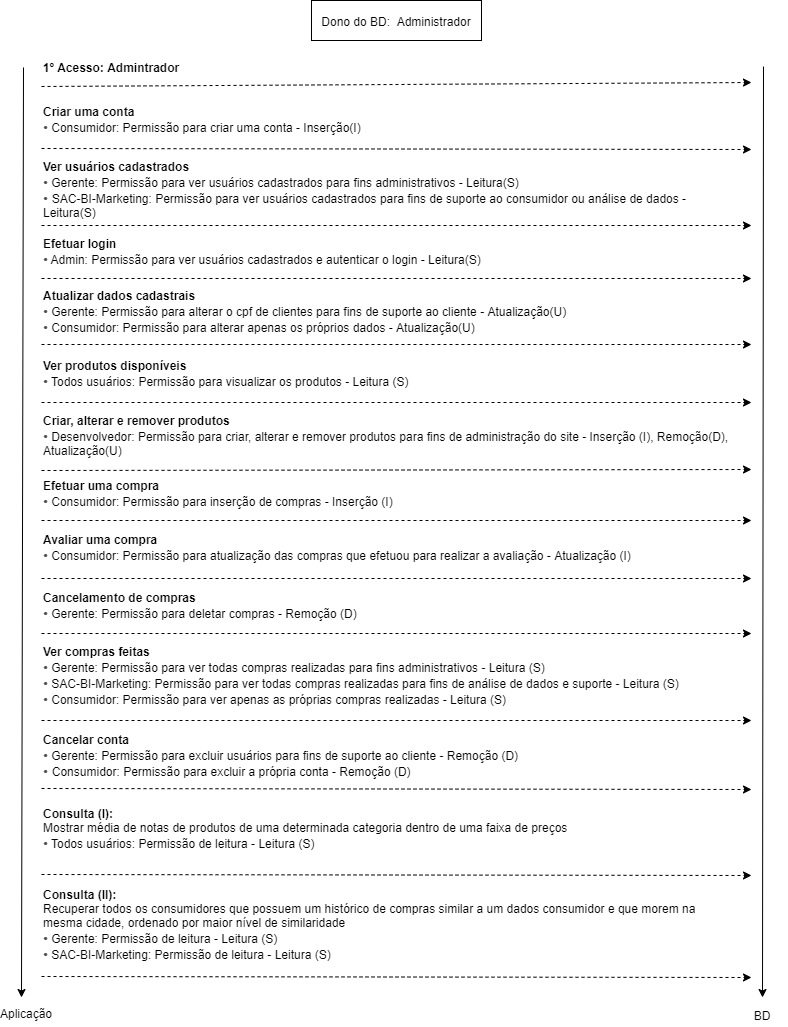 Dono do BD:  Administrador
1º Acesso: Admintrador
Criar uma conta
• Consumidor: Permissão para criar uma conta - Inserção(I)
Ver usuários cadastrados
• Gerente: Permissão para ver usuários cadastrados para fins administrativos - Leitura(S)
• SAC-BI-Marketing: Permissão para ver usuários cadastrados para fins de suporte ao consumidor ou análise de dados -
Leitura(S)
Efetuar login
• Admin: Permissão para ver usuários cadastrados e autenticar o login - Leitura(S)
Atualizar dados cadastrais
• Gerente: Permissão para alterar o cpf de clientes para fins de suporte ao cliente - Atualização(U)
• Consumidor: Permissão para alterar apenas os próprios dados - Atualização(U)
Ver produtos disponíveis
• Todos usuários: Permissão para visualizar os produtos - Leitura (S)
Criar, alterar e remover produtos
• Desenvolvedor: Permissão para criar, alterar e remover produtos para fins de administração do site - Inserção (I), Remoção(D),
Atualização(U)
Efetuar uma compra
• Consumidor: Permissão para inserção de compras - Inserção (I)
Avaliar uma compra
• Consumidor: Permissão para atualização das compras que efetuou para realizar a avaliação - Atualização (I)
Cancelamento de compras
• Gerente: Permissão para deletar compras - Remoção (D)
Ver compras feitas
• Gerente: Permissão para ver todas compras realizadas para fins administrativos - Leitura (S)
• SAC-BI-Marketing: Permissão para ver todas compras realizadas para fins de análise de dados e suporte - Leitura (S)
• Consumidor: Permissão para ver apenas as próprias compras realizadas - Leitura (S)
Cancelar conta
• Gerente: Permissão para excluir usuários para fins de suporte ao cliente - Remoção (D)
• Consumidor: Permissão para excluir a própria conta - Remoção (D)
Consulta (I):
Mostrar média de notas de produtos de uma determinada categoria dentro de uma faixa de preços
• Todos usuários: Permissão de leitura - Leitura (S)
Consulta (II):
Recuperar todos os consumidores que possuem um histórico de compras similar a um dados consumidor e que morem na
mesma cidade, ordenado por maior nível de similaridade
• Gerente: Permissão de leitura - Leitura (S)
• SAC-BI-Marketing: Permissão de leitura - Leitura (S)
Aplicação
BD